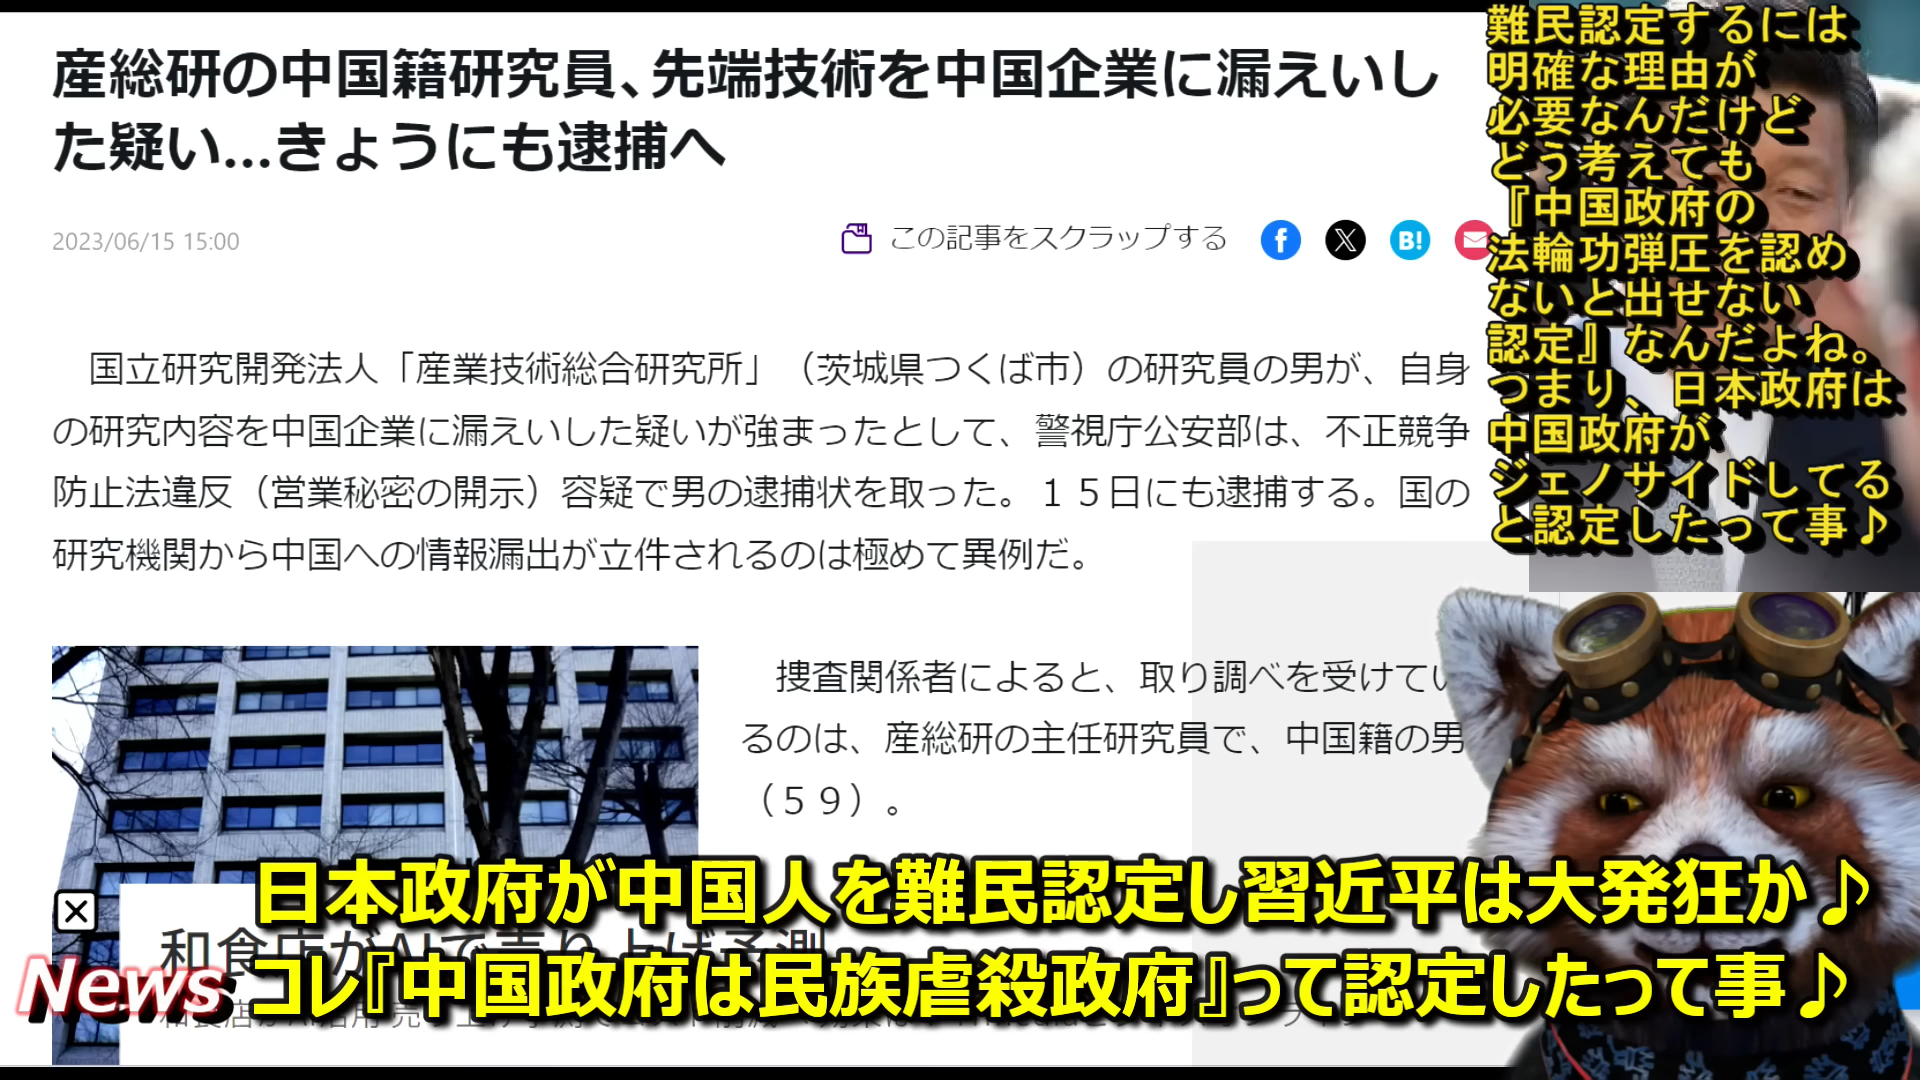 産総研の中国籍研究員、先端技術を中国企業に漏えいし
た疑い…きょうにも逮捕へ
2023/06/15 15:00
この記事をスクラップする
B!
国立研究開発法人「産業技術総合研究所」（茨城県つくば市）の研究員の男が、自身
の研究内容を中国企業に漏えいした疑いが強まったとして、警視庁公安部は、不正競争
防止法違反（営業秘密の開示）容疑で男の逮捕状を取った。１５日にも逮捕する。国の
研究機関から中国への情報漏出が立件されるのは極めて異例だ。
捜査関係者によると、取り調べを受けてい
るのは、産総研の主任研究員で、中国籍の男
（５９）。
難民認定するには
明確な理由が
必要なんだけど
どう考えても
『中国政府の
法輪功弾圧を認め
ないと出せない
認定』なんだよね。
つまり、日本政府は
中国政府が
ジェノサイドしてる
と認定したって事♪
日本政府が中国人を難民認定し習近平は大発狂か♪
和食店がAIで売り上げ予測
News
コレ『中国政府は民族虐殺政府』って認定したって事♪